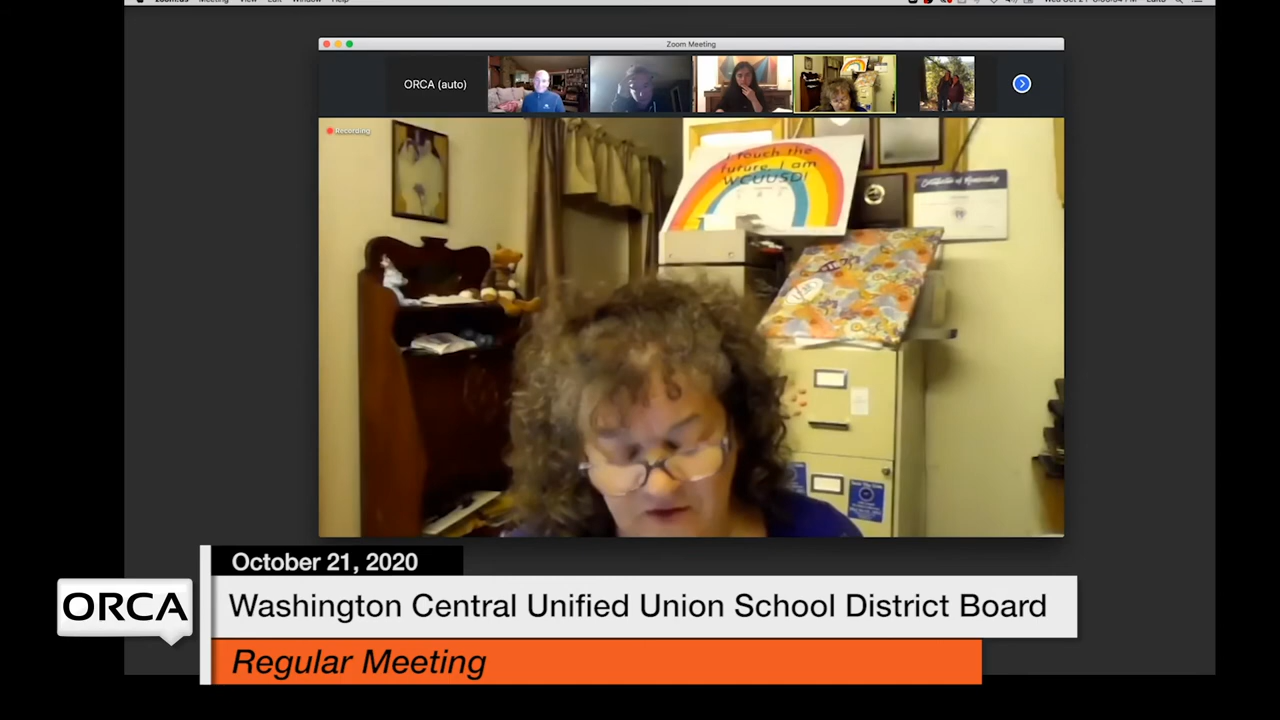 Zoom Meeting
ORCA (auto)
Recording
I touch the
future, I am
WCUUSD!
October 21, 2020
ORCA
Washington Central Unified Union School District Board
Regular Meeting